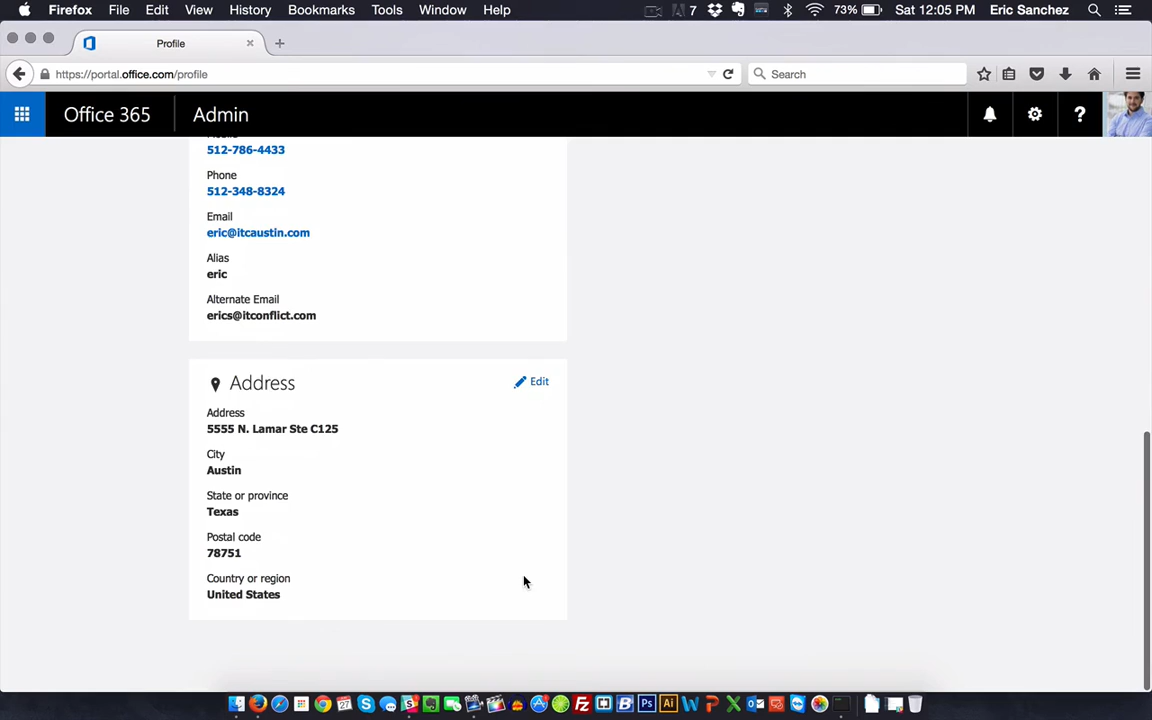 Firefox File Edit View History Bookmarks Tools Window Help 7 73% Sat 12:05 PM Eric Sanchez
Profile
https://portal.office.com/profile Search
Office 365 Admin ?
512-786-4433
Phone
512-348-8324
Email
eric@itcaustin.com
Alias
eric
Alternate Email
erics@itconflict.com
Address Edit
Address
5555 N. Lamar Ste C125
City
Austin
State or province
Texas
Postal code
78751
Country or region
United States